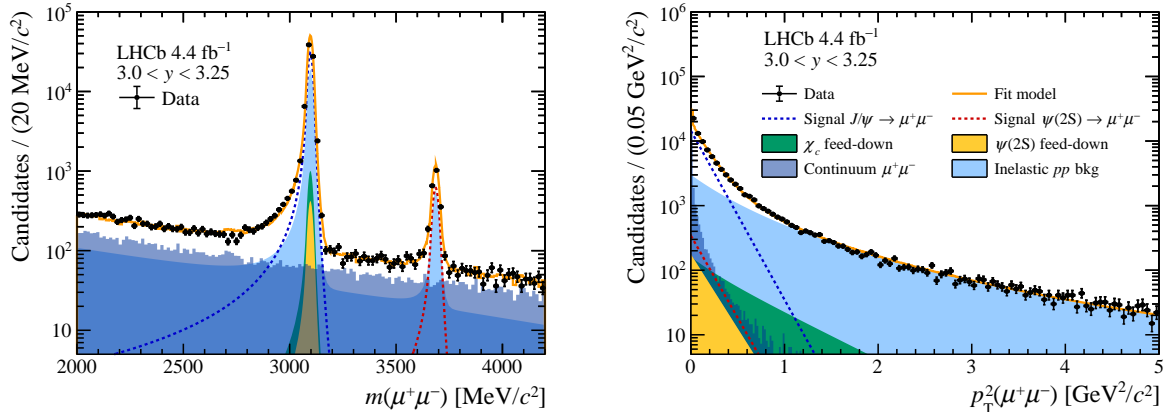 Candidates / (20 MeV/c²)
10⁵
10⁴
10³
10²
10
LHCb 4.4 fb⁻¹
3.0 < y < 3.25
Data
2000 2500 3000 3500 4000
m(μ⁺μ⁻) [MeV/c²]
Candidates / (0.05 GeV²/c²)
10⁶
10⁵
10⁴
10³
10²
10
LHCb 4.4 fb⁻¹
3.0 < y < 3.25
Data Fit model
Signal J/ψ → μ⁺μ⁻ Signal ψ(2S) → μ⁺μ⁻
χ_c feed-down ψ(2S) feed-down
Continuum μ⁺μ⁻ Inelastic pp bkg
0 1 2 3 4 5
p_T²(μ⁺μ⁻) [GeV²/c²]